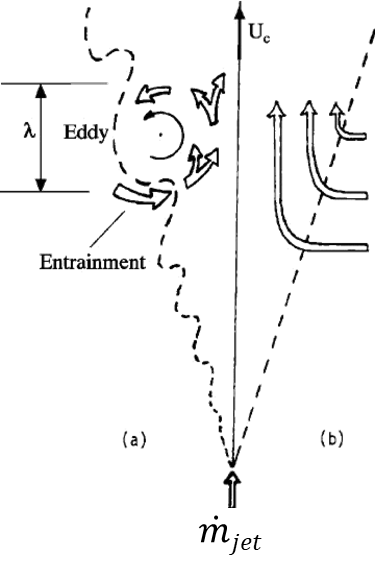 U_c
λ
Eddy
Entrainment
(a)
(b)
ṁ_jet